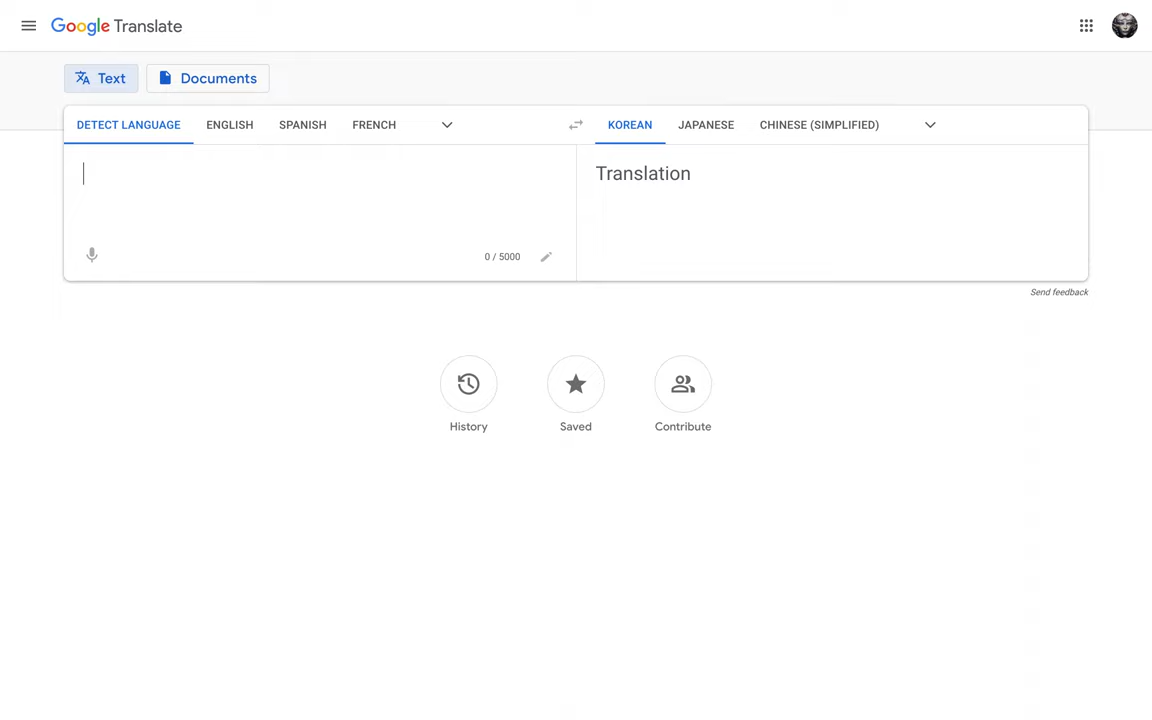 Google Translate
Text Documents
DETECT LANGUAGE ENGLISH SPANISH FRENCH KOREAN JAPANESE CHINESE (SIMPLIFIED)
Translation
0 / 5000
Send feedback
History Saved Contribute